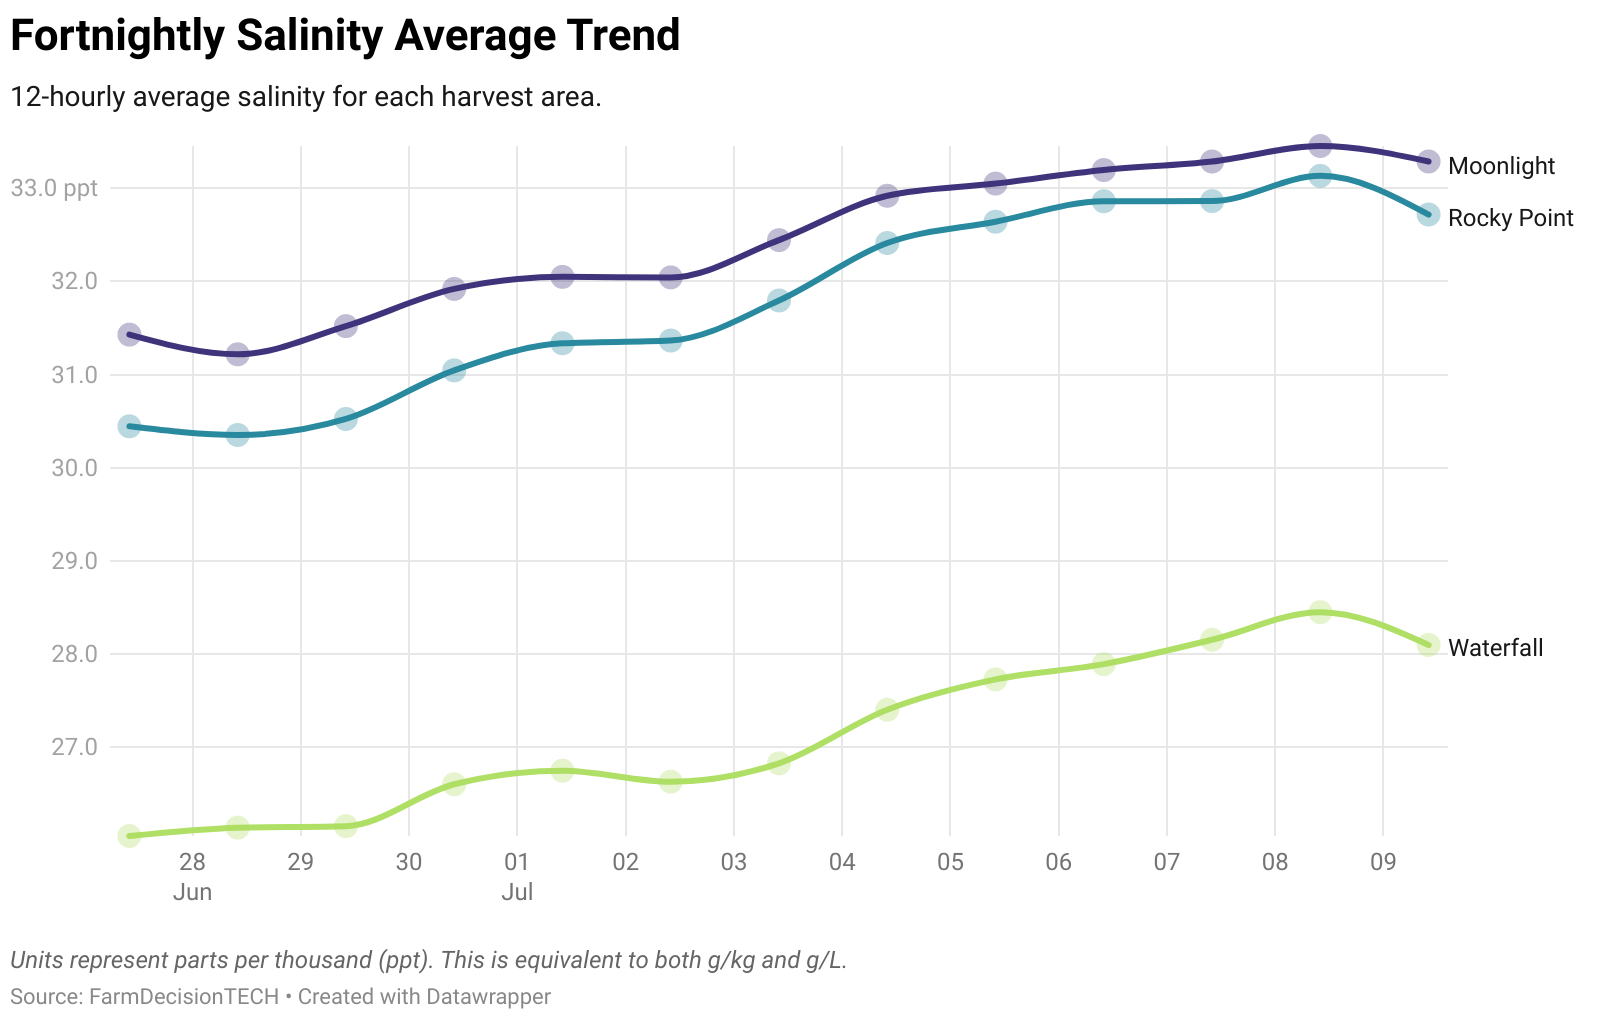 Fortnightly Salinity Average Trend
12-hourly average salinity for each harvest area.
33.0 ppt
32.0
31.0
30.0
29.0
28.0
27.0
Moonlight
Rocky Point
Waterfall
28 29 30 01 02 03 04 05 06 07 08 09
Jun Jul
Units represent parts per thousand (ppt). This is equivalent to both g/kg and g/L.
Source: FarmDecisionTECH • Created with Datawrapper